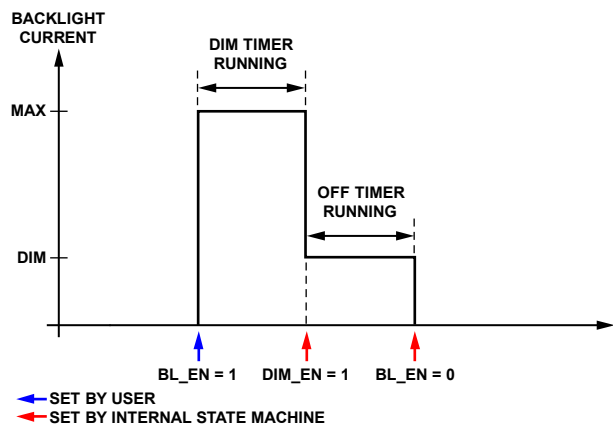 BACKLIGHT
CURRENT
DIM TIMER
RUNNING
MAX
OFF TIMER
RUNNING
DIM
BL_EN = 1
DIM_EN = 1
BL_EN = 0
SET BY USER
SET BY INTERNAL STATE MACHINE